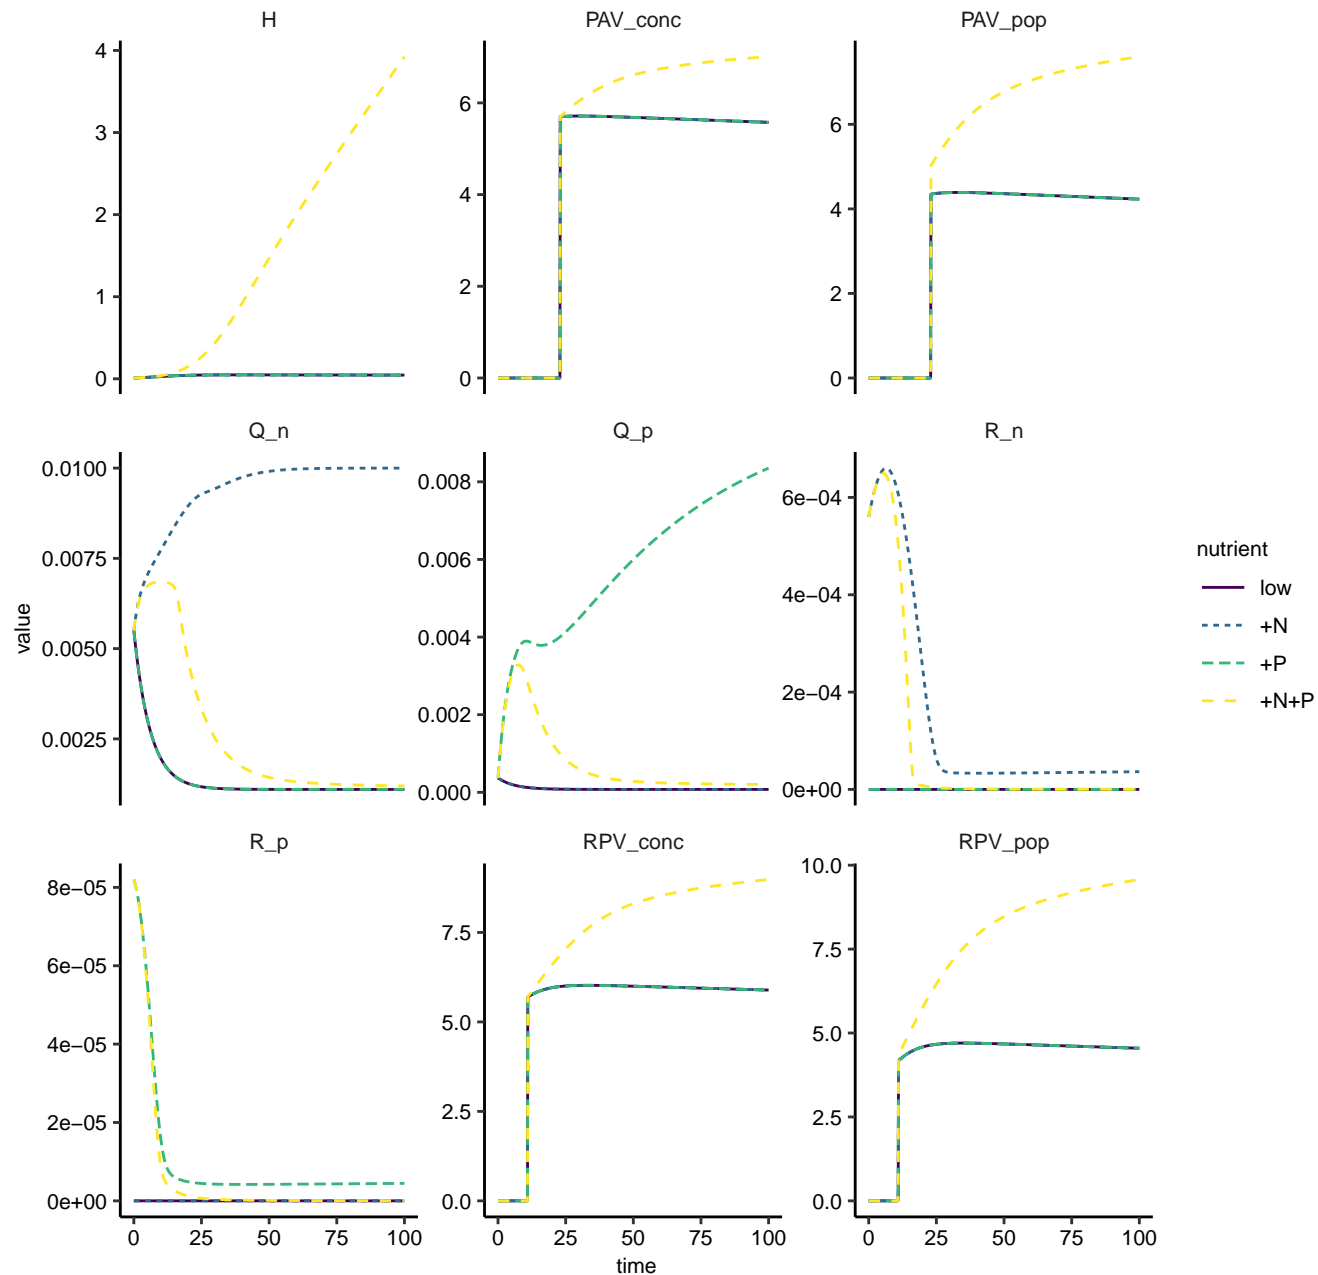 H PAV_conc PAV_pop
4
3
2
1
0
6
4
2
0
6
4
2
0
Q_n Q_p R_n
0.0100
0.0075
0.0050
0.0025
0.008
0.006
0.004
0.002
0.000
6e−04
4e−04
2e−04
0e+00
R_p RPV_conc RPV_pop
8e−05
6e−05
4e−05
2e−05
0e+00
7.5
5.0
2.5
0.0
10.0
7.5
5.0
2.5
0.0
0 25 50 75 100
0 25 50 75 100
0 25 50 75 100
time
value
nutrient
low
+N
+P
+N+P